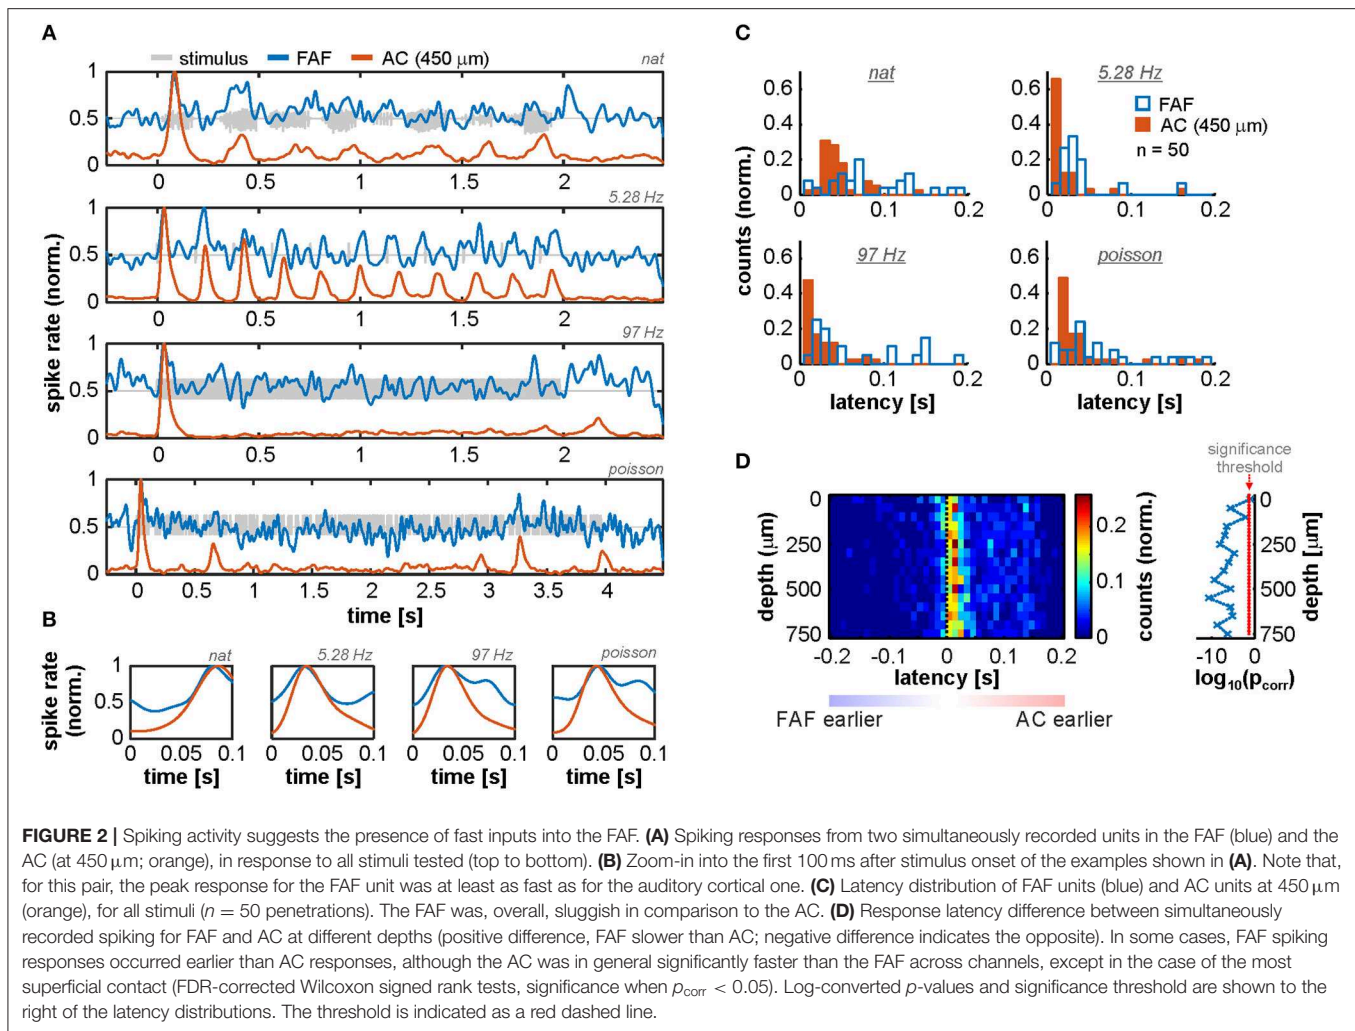 A
stimulus FAF AC (450 µm)
nat
1
0.5
0
0 0.5 1 1.5 2
5.28 Hz
1
0.5
0
0 0.5 1 1.5 2
97 Hz
1
0.5
0
0 0.5 1 1.5 2
poisson
1
0.5
0
0 0.5 1 1.5 2 2.5 3 3.5 4
spike rate (norm.)
time [s]
B
nat 5.28 Hz 97 Hz poisson
spike rate
(norm.)
1
0.5
0
0 0.05 0.1 0 0.05 0.1 0 0.05 0.1 0 0.05 0.1
time [s] time [s] time [s] time [s]
C
nat
0.6
0.4
0.2
0
0 0.1 0.2
5.28 Hz
FAF
AC (450 µm)
n = 50
0.6
0.4
0.2
0
0 0.1 0.2
97 Hz
0.6
0.4
0.2
0
0 0.1 0.2
poisson
0.6
0.4
0.2
0
0 0.1 0.2
counts (norm.)
latency [s] latency [s]
D
0
250
500
750
depth (µm)
-0.2 -0.1 0 0.1 0.2
latency [s]
FAF earlier AC earlier
0.2
0.1
0
counts (norm.)
significance
threshold
0
250
500
750
depth [µm]
-10 0
log10(pcorr)
FIGURE 2 | Spiking activity suggests the presence of fast inputs into the FAF. (A) Spiking responses from two simultaneously recorded units in the FAF (blue) and the
AC (at 450 µm; orange), in response to all stimuli tested (top to bottom). (B) Zoom-in into the first 100 ms after stimulus onset of the examples shown in (A). Note that,
for this pair, the peak response for the FAF unit was at least as fast as for the auditory cortical one. (C) Latency distribution of FAF units (blue) and AC units at 450 µm
(orange), for all stimuli (n = 50 penetrations). The FAF was, overall, sluggish in comparison to the AC. (D) Response latency difference between simultaneously
recorded spiking for FAF and AC at different depths (positive difference, FAF slower than AC; negative difference indicates the opposite). In some cases, FAF spiking
responses occurred earlier than AC responses, although the AC was in general significantly faster than the FAF across channels, except in the case of the most
superficial contact (FDR-corrected Wilcoxon signed rank tests, significance when pcorr < 0.05). Log-converted p-values and significance threshold are shown to the
right of the latency distributions. The threshold is indicated as a red dashed line.